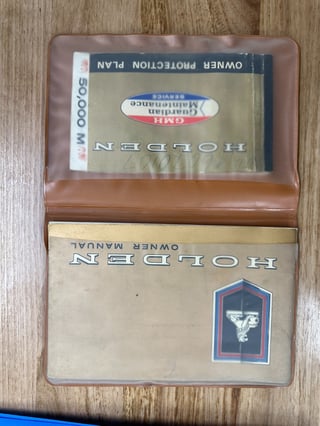 HOLDEN
OWNER MANUAL
HOLDEN
GMH
Guardian
Maintenance
SERVICE
OWNER PROTECTION PLAN
50,000 M